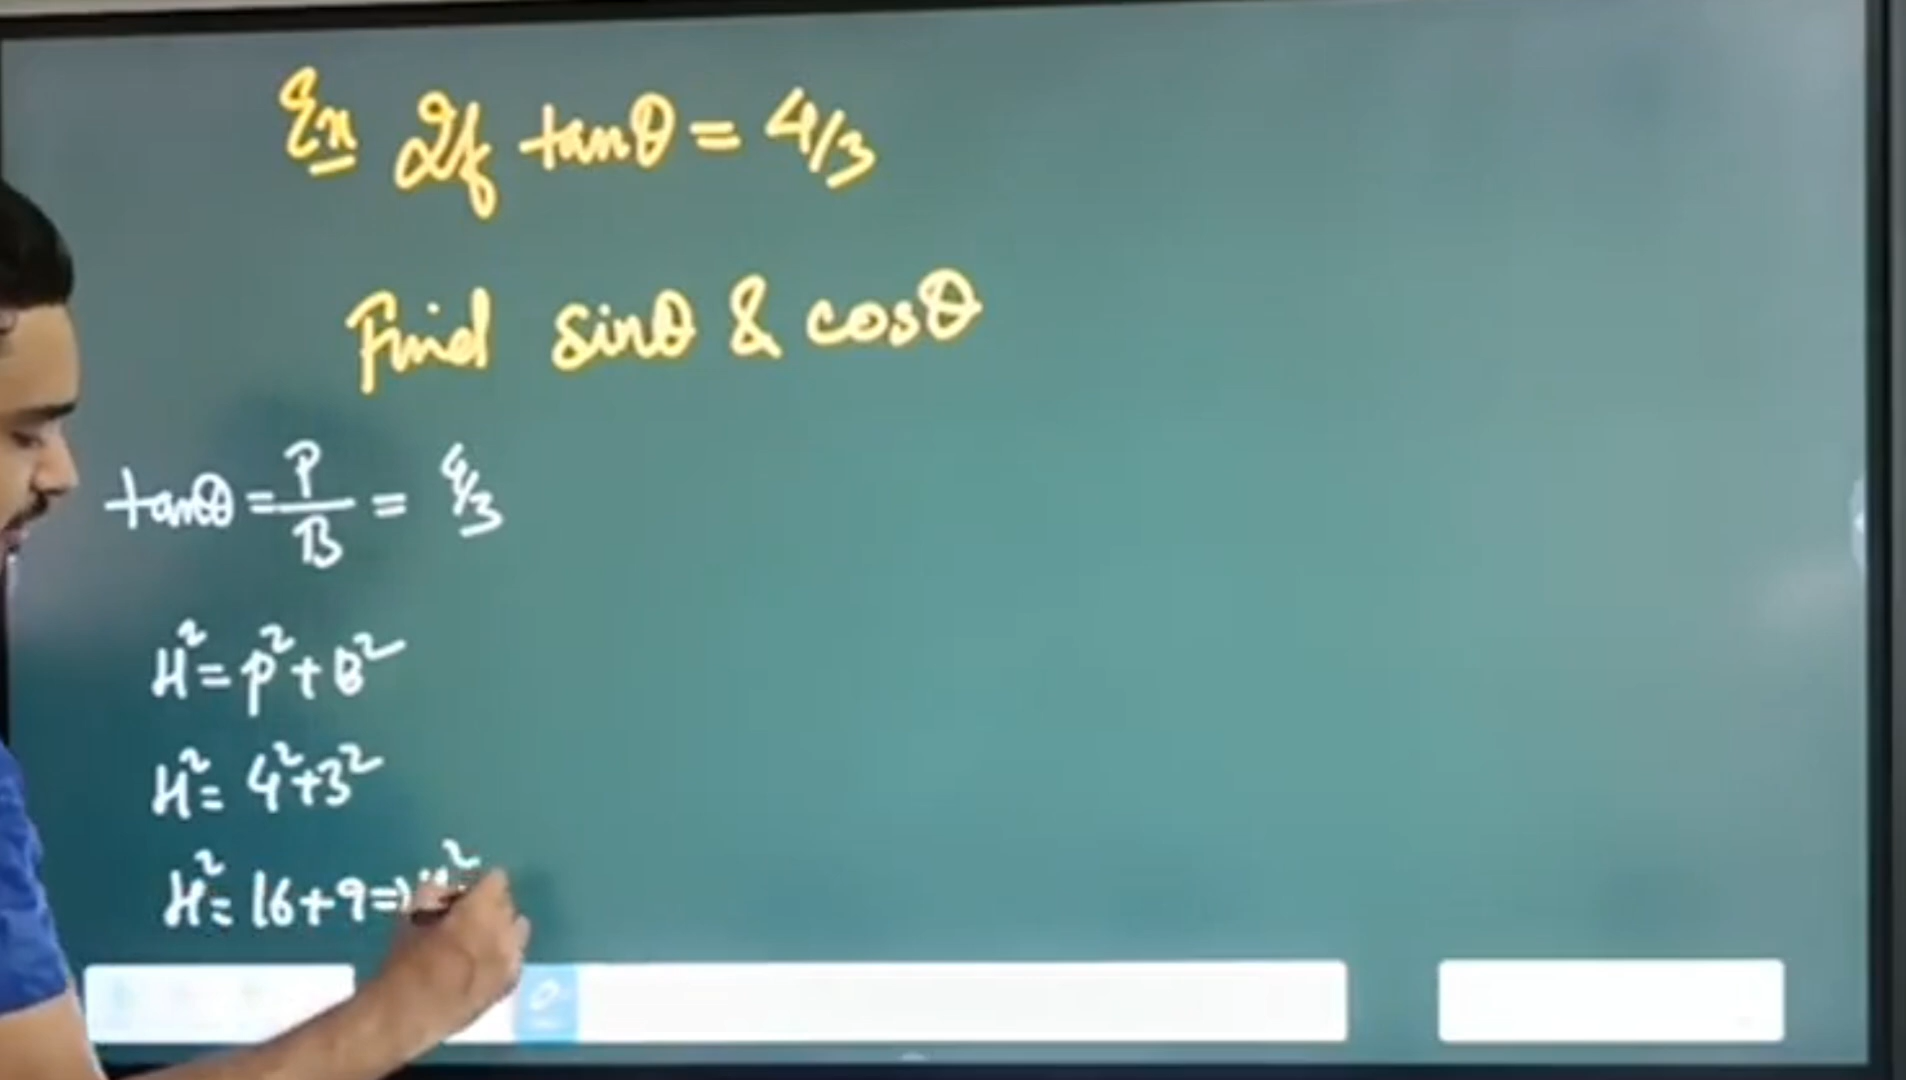 Ex If tanθ = 4/3
Find sinθ & cosθ
tanθ = P/B = 4/3
H² = P² + B²
H² = 4² + 3²
H² = 16 + 9 ⇒